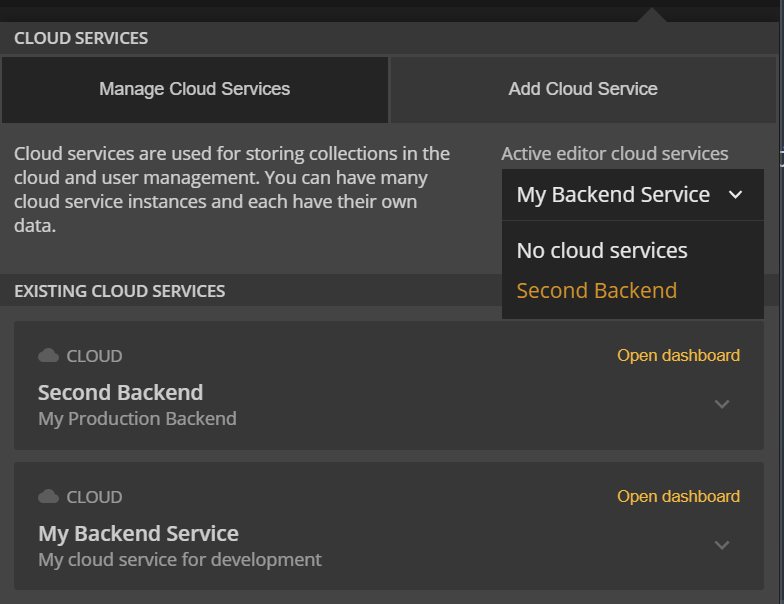 CLOUD SERVICES
Manage Cloud Services
Add Cloud Service
Cloud services are used for storing collections in the
cloud and user management. You can have many
cloud service instances and each have their own
data.
Active editor cloud services
My Backend Service
No cloud services
Second Backend
EXISTING CLOUD SERVICES
CLOUD
Open dashboard
Second Backend
My Production Backend
CLOUD
Open dashboard
My Backend Service
My cloud service for development